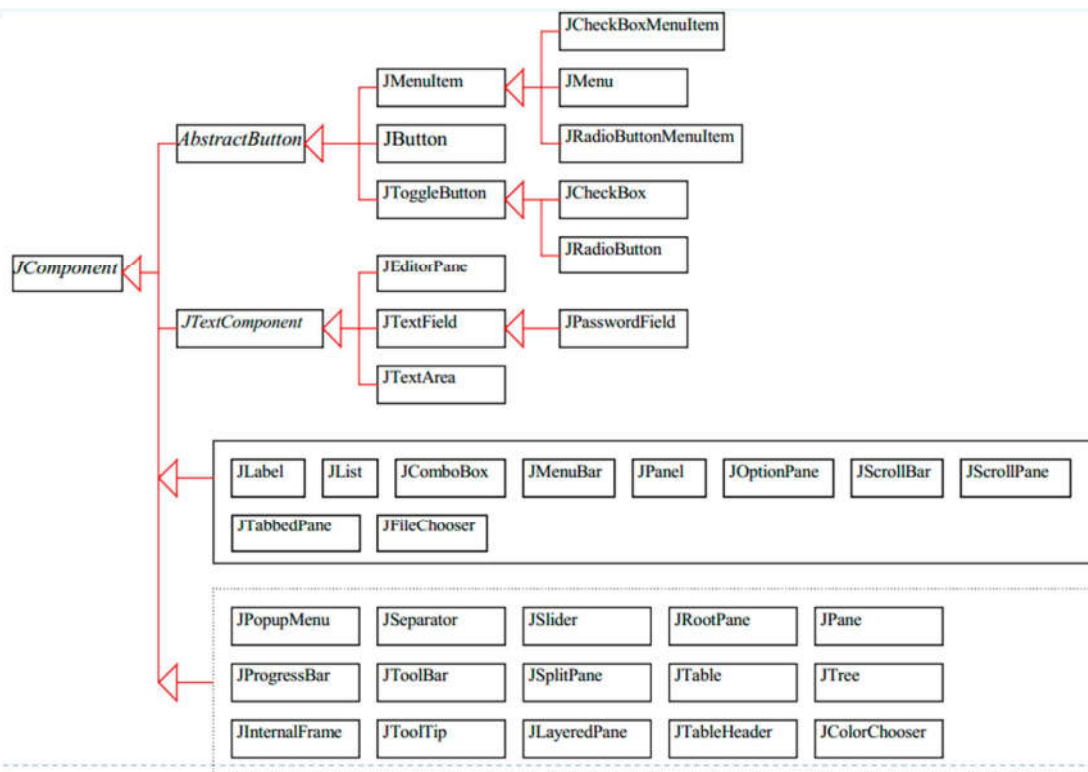 JCheckBoxMenuItem
JMenuItem
JMenu
AbstractButton
JButton
JRadioButtonMenuItem
JToggleButton
JCheckBox
JRadioButton
JComponent
JEditorPane
JTextComponent
JTextField
JPasswordField
JTextArea
JLabel JList JComboBox JMenuBar JPanel JOptionPane JScrollBar JScrollPane
JTabbedPane JFileChooser
JPopupMenu JSeparator JSlider JRootPane JPane
JProgressBar JToolBar JSplitPane JTable JTree
JInternalFrame JToolTip JLayeredPane JTableHeader JColorChooser